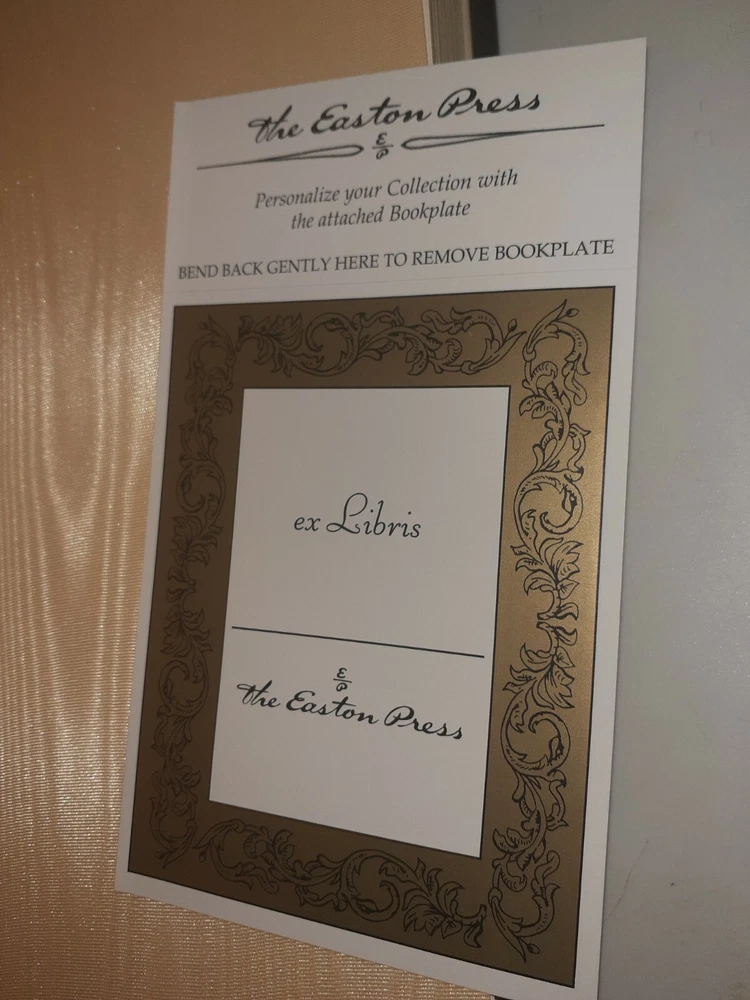 the Easton Press
E
P
Personalize your Collection with
the attached Bookplate
BEND BACK GENTLY HERE TO REMOVE BOOKPLATE
ex Libris
E
P
the Easton Press